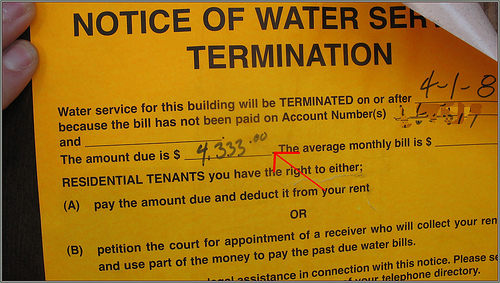 NOTICE OF WATER SER
TERMINATION
Water service for this building will be TERMINATED on or after 4-1-8
because the bill has not been paid on Account Number(s)
and
The amount due is $ 4,333.00 The average monthly bill is $
RESIDENTIAL TENANTS you have the right to either;
(A) pay the amount due and deduct it from your rent
OR
(B) petition the court for appointment of a receiver who will collect your ren
and use part of the money to pay the past due water bills.
legal assistance in connection with this notice. Please se
of your telephone directory.